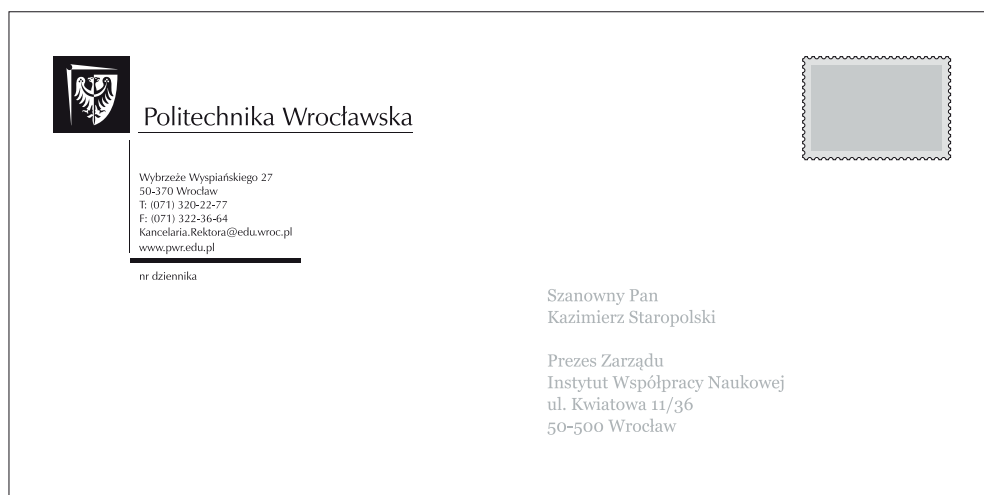 Politechnika Wrocławska
Wybrzeże Wyspiańskiego 27
50-370 Wrocław
T: (071) 320-22-77
F: (071) 322-36-64
Kancelaria.Rektora@edu.wroc.pl
www.pwr.edu.pl
nr dziennika
Szanowny Pan
Kazimierz Staropolski
Prezes Zarządu
Instytut Współpracy Naukowej
ul. Kwiatowa 11/36
50-500 Wrocław